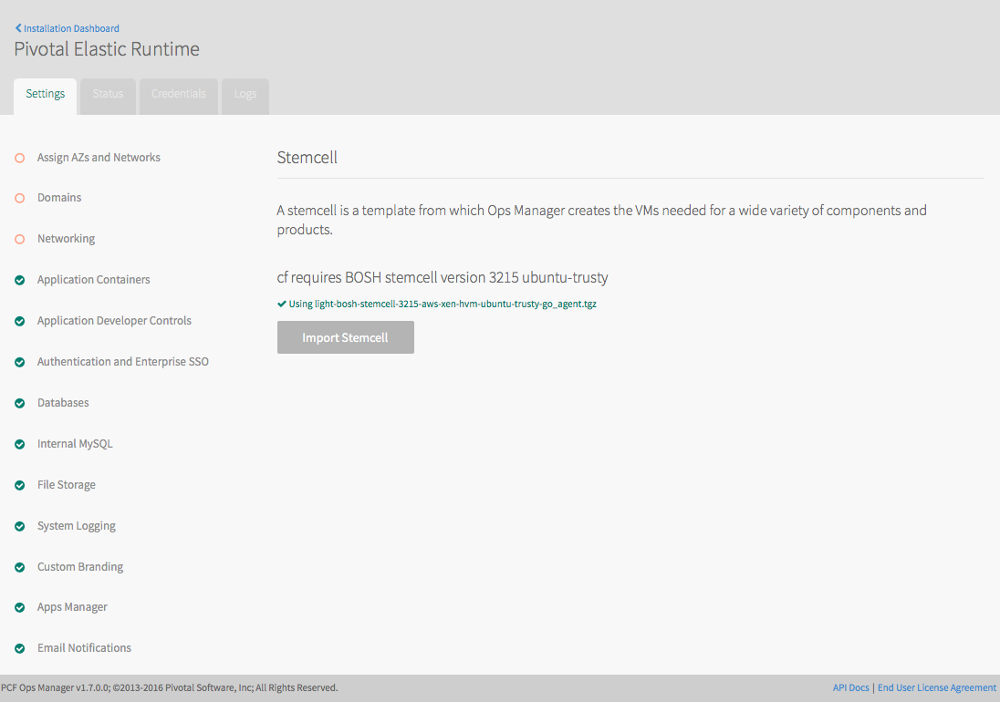 Installation Dashboard
Pivotal Elastic Runtime
Settings
Status
Credentials
Logs
Assign AZs and Networks
Domains
Networking
Application Containers
Application Developer Controls
Authentication and Enterprise SSO
Databases
Internal MySQL
File Storage
System Logging
Custom Branding
Apps Manager
Email Notifications
Stemcell
A stemcell is a template from which Ops Manager creates the VMs needed for a wide variety of components and
products.
cf requires BOSH stemcell version 3215 ubuntu-trusty
Using light-bosh-stemcell-3215-aws-xen-hvm-ubuntu-trusty-go_agent.tgz
Import Stemcell
PCF Ops Manager v1.7.0.0; ©2013-2016 Pivotal Software, Inc; All Rights Reserved.
API Docs | End User License Agreement